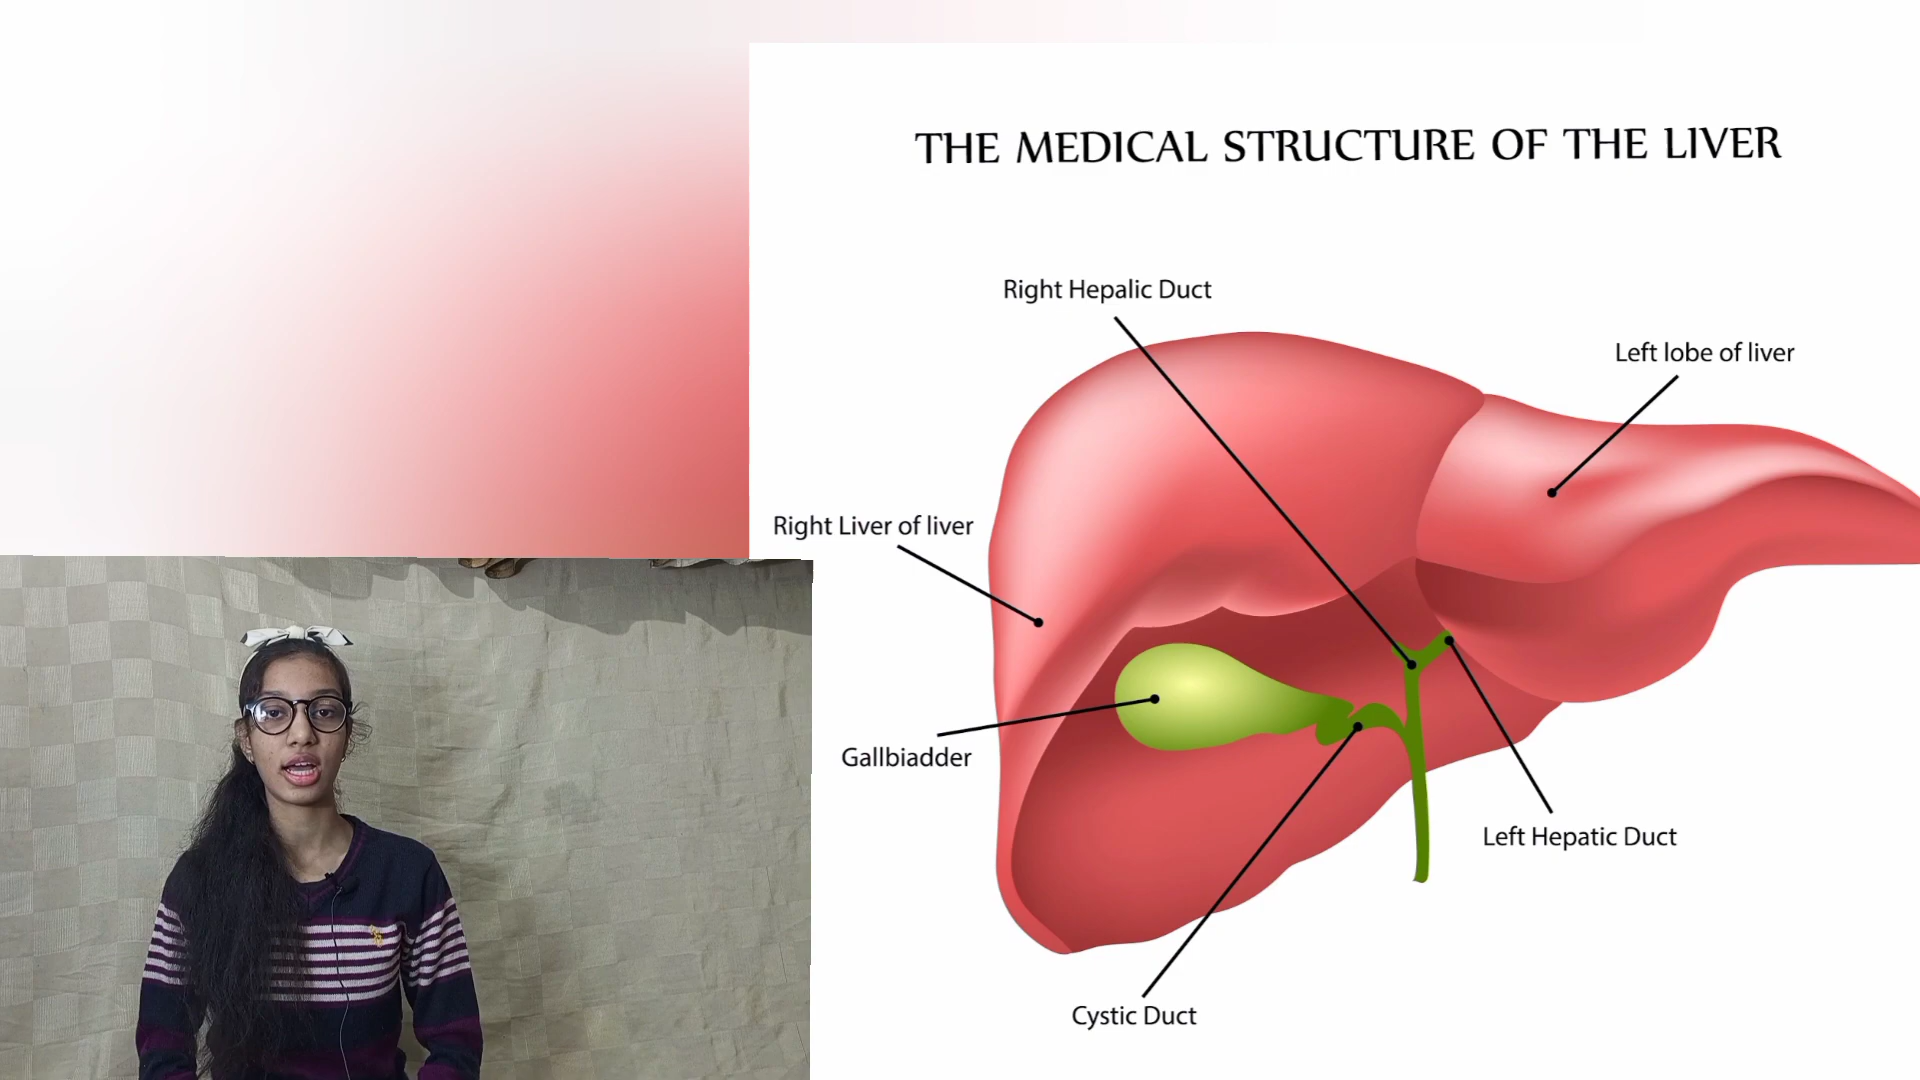 THE MEDICAL STRUCTURE OF THE LIVER
Right Hepalic Duct
Left lobe of liver
Right Liver of liver
Gallbiadder
Left Hepatic Duct
Cystic Duct